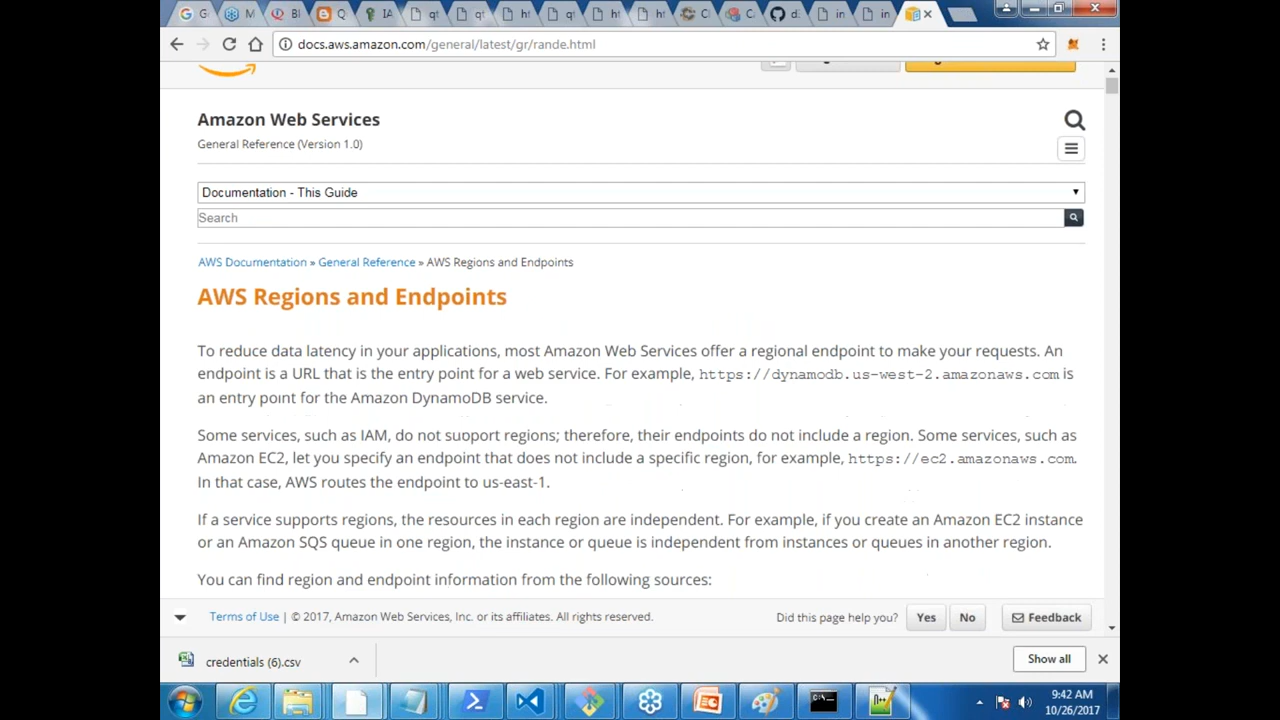 G
M
Bl
Q
IA
qt
qt
ht
qt
ht
ht
Cl
C
d
in
in
docs.aws.amazon.com/general/latest/gr/rande.html
Amazon Web Services
General Reference (Version 1.0)
Documentation - This Guide
Search
AWS Documentation » General Reference » AWS Regions and Endpoints
AWS Regions and Endpoints
To reduce data latency in your applications, most Amazon Web Services offer a regional endpoint to make your requests. An
endpoint is a URL that is the entry point for a web service. For example, https://dynamodb.us-west-2.amazonaws.com is
an entry point for the Amazon DynamoDB service.
Some services, such as IAM, do not support regions; therefore, their endpoints do not include a region. Some services, such as
Amazon EC2, let you specify an endpoint that does not include a specific region, for example, https://ec2.amazonaws.com.
In that case, AWS routes the endpoint to us-east-1.
If a service supports regions, the resources in each region are independent. For example, if you create an Amazon EC2 instance
or an Amazon SQS queue in one region, the instance or queue is independent from instances or queues in another region.
You can find region and endpoint information from the following sources:
Terms of Use | © 2017, Amazon Web Services, Inc. or its affiliates. All rights reserved.
Did this page help you? Yes No Feedback
credentials (6).csv
Show all
9:42 AM
10/26/2017